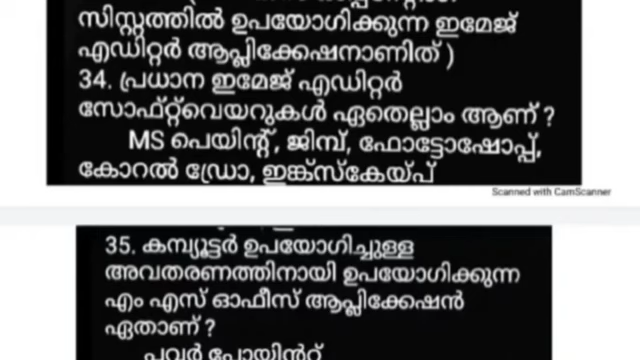 സിസ്റ്റത്തിൽ ഉപയോഗിക്കുന്ന ഇമേജ്
എഡിറ്റർ ആപ്ലിക്കേഷനാണിത് )
34. പ്രധാന ഇമേജ് എഡിറ്റർ
സോഫ്റ്റ്‌വെയറുകൾ ഏതെല്ലാം ആണ് ?
MS പെയിന്റ്, ജിമ്പ്, ഫോട്ടോഷോപ്പ്,
കോറൽ ഡ്രോ, ഇങ്ക്സ്കേയ്പ്
Scanned with CamScanner
35. കമ്പ്യൂട്ടർ ഉപയോഗിച്ചുള്ള
അവതരണത്തിനായി ഉപയോഗിക്കുന്ന
എം എസ് ഓഫീസ് ആപ്ലിക്കേഷൻ
ഏതാണ് ?
പവർ പോയിന്റ്